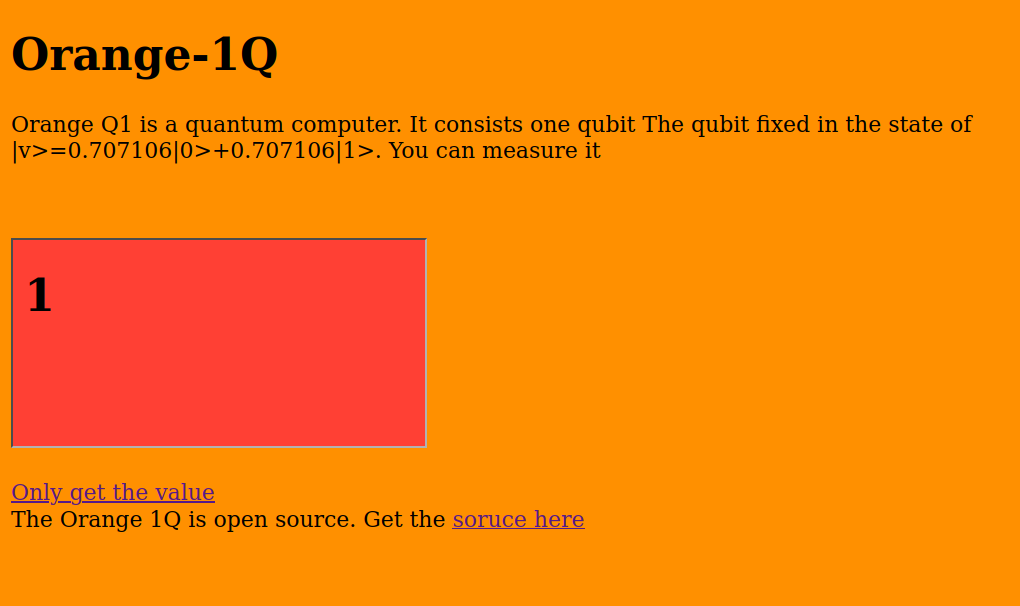 Orange-1Q
Orange Q1 is a quantum computer. It consists one qubit The qubit fixed in the state of
|v>=0.707106|0>+0.707106|1>. You can measure it
1
Only get the value
The Orange 1Q is open source. Get the soruce here